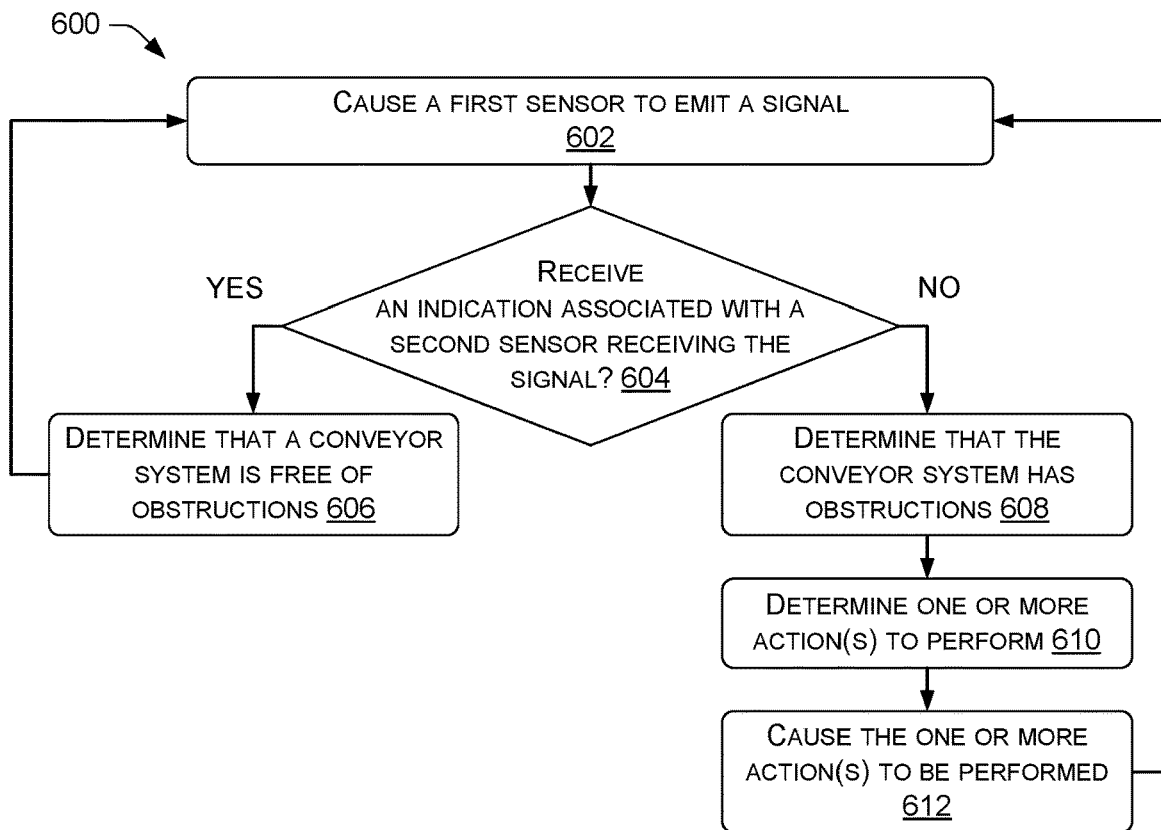 600
CAUSE A FIRST SENSOR TO EMIT A SIGNAL
602
YES
RECEIVE
AN INDICATION ASSOCIATED WITH A
SECOND SENSOR RECEIVING THE
SIGNAL? 604
NO
DETERMINE THAT A CONVEYOR
SYSTEM IS FREE OF
OBSTRUCTIONS 606
DETERMINE THAT THE
CONVEYOR SYSTEM HAS
OBSTRUCTIONS 608
DETERMINE ONE OR MORE
ACTION(S) TO PERFORM 610
CAUSE THE ONE OR MORE
ACTION(S) TO BE PERFORMED
612